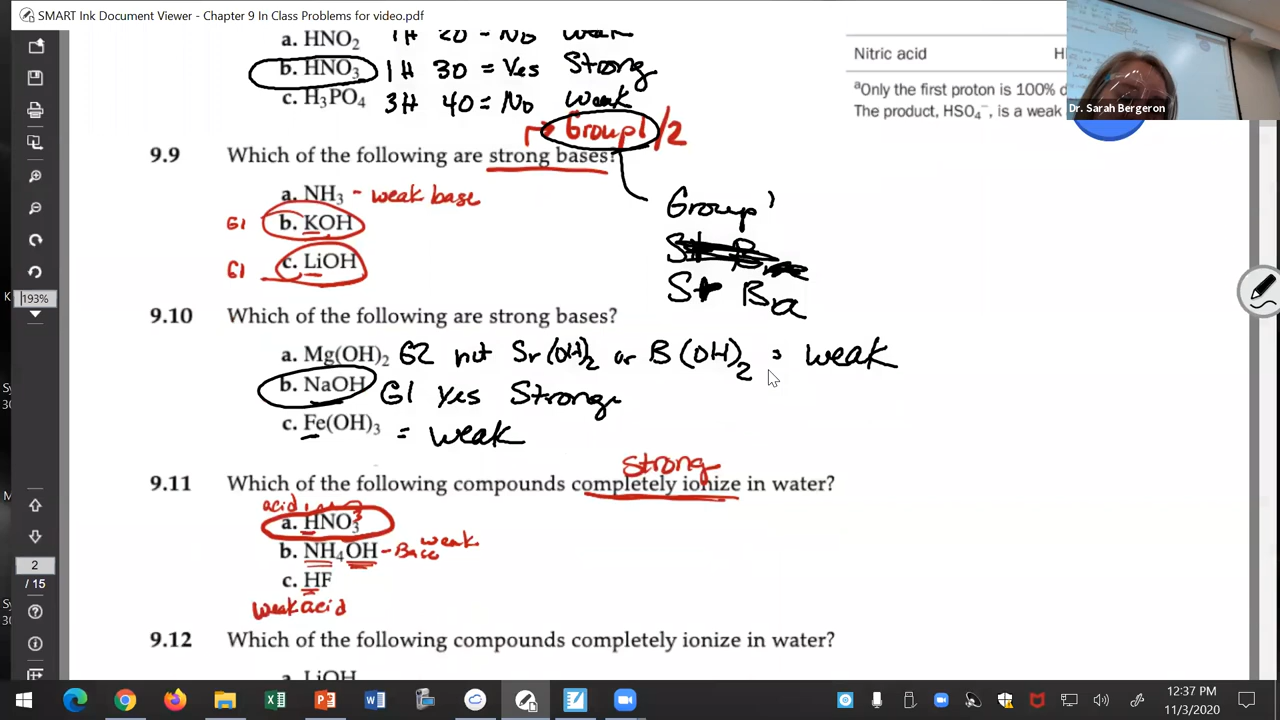 SMART Ink Document Viewer - Chapter 9 In Class Problems for video.pdf
a. HNO2 1H 20 - No weak
b. HNO3 1H 30 = Yes Strong
c. H3PO4 3H 40 = No weak
Nitric acid
aOnly the first proton is 100% d
The product, HSO4−, is a weak
Dr. Sarah Bergeron
Group 1/2
9.9 Which of the following are strong bases?
a. NH3 - weak base
G1 b. KOH
G1 c. LiOH
Group 1
Sr Ba
193%
9.10 Which of the following are strong bases?
a. Mg(OH)2 G2 not Sr(OH)2 or B(OH)2 = weak
b. NaOH G1 Yes Strong
c. Fe(OH)3 = weak
strong
9.11 Which of the following compounds completely ionize in water?
acid
a. HNO3
b. NH4OH - Base weak
c. HF
weak acid
2
/ 15
9.12 Which of the following compounds completely ionize in water?
a. LiOH
12:37 PM
11/3/2020